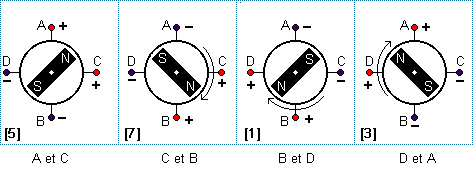 A + A − A − A +
D N C D S C D N C D S C
− S + − N + + S − − N +
B − B + B + B −
[5] [7] [1] [3]
A et C C et B B et D D et A